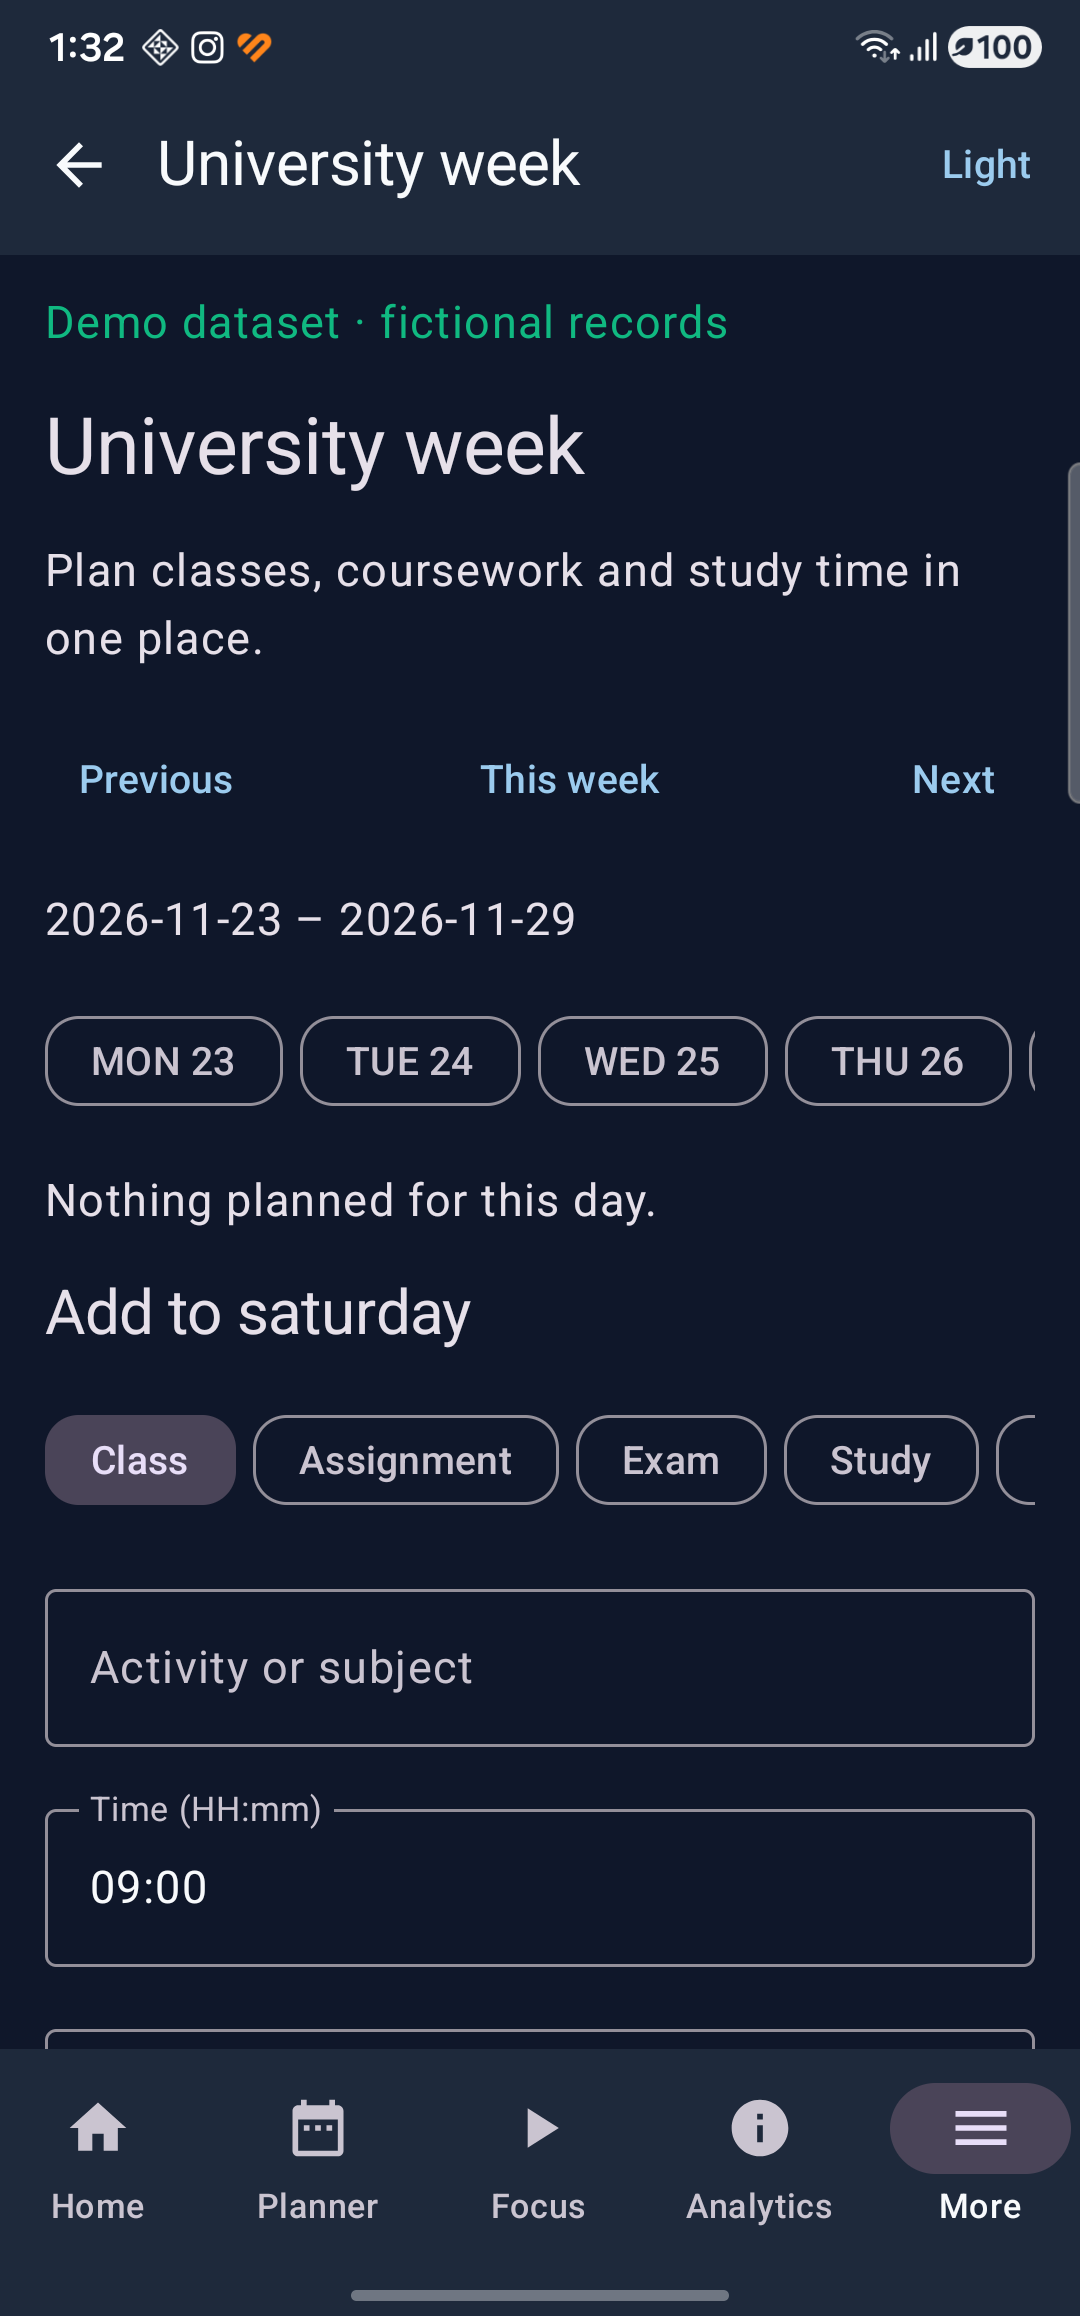 1:32
100
University week
Light
Demo dataset · fictional records
University week
Plan classes, coursework and study time in
one place.
Previous
This week
Next
2026-11-23 – 2026-11-29
MON 23
TUE 24
WED 25
THU 26
Nothing planned for this day.
Add to saturday
Class
Assignment
Exam
Study
Activity or subject
Time (HH:mm)
09:00
Home
Planner
Focus
Analytics
More